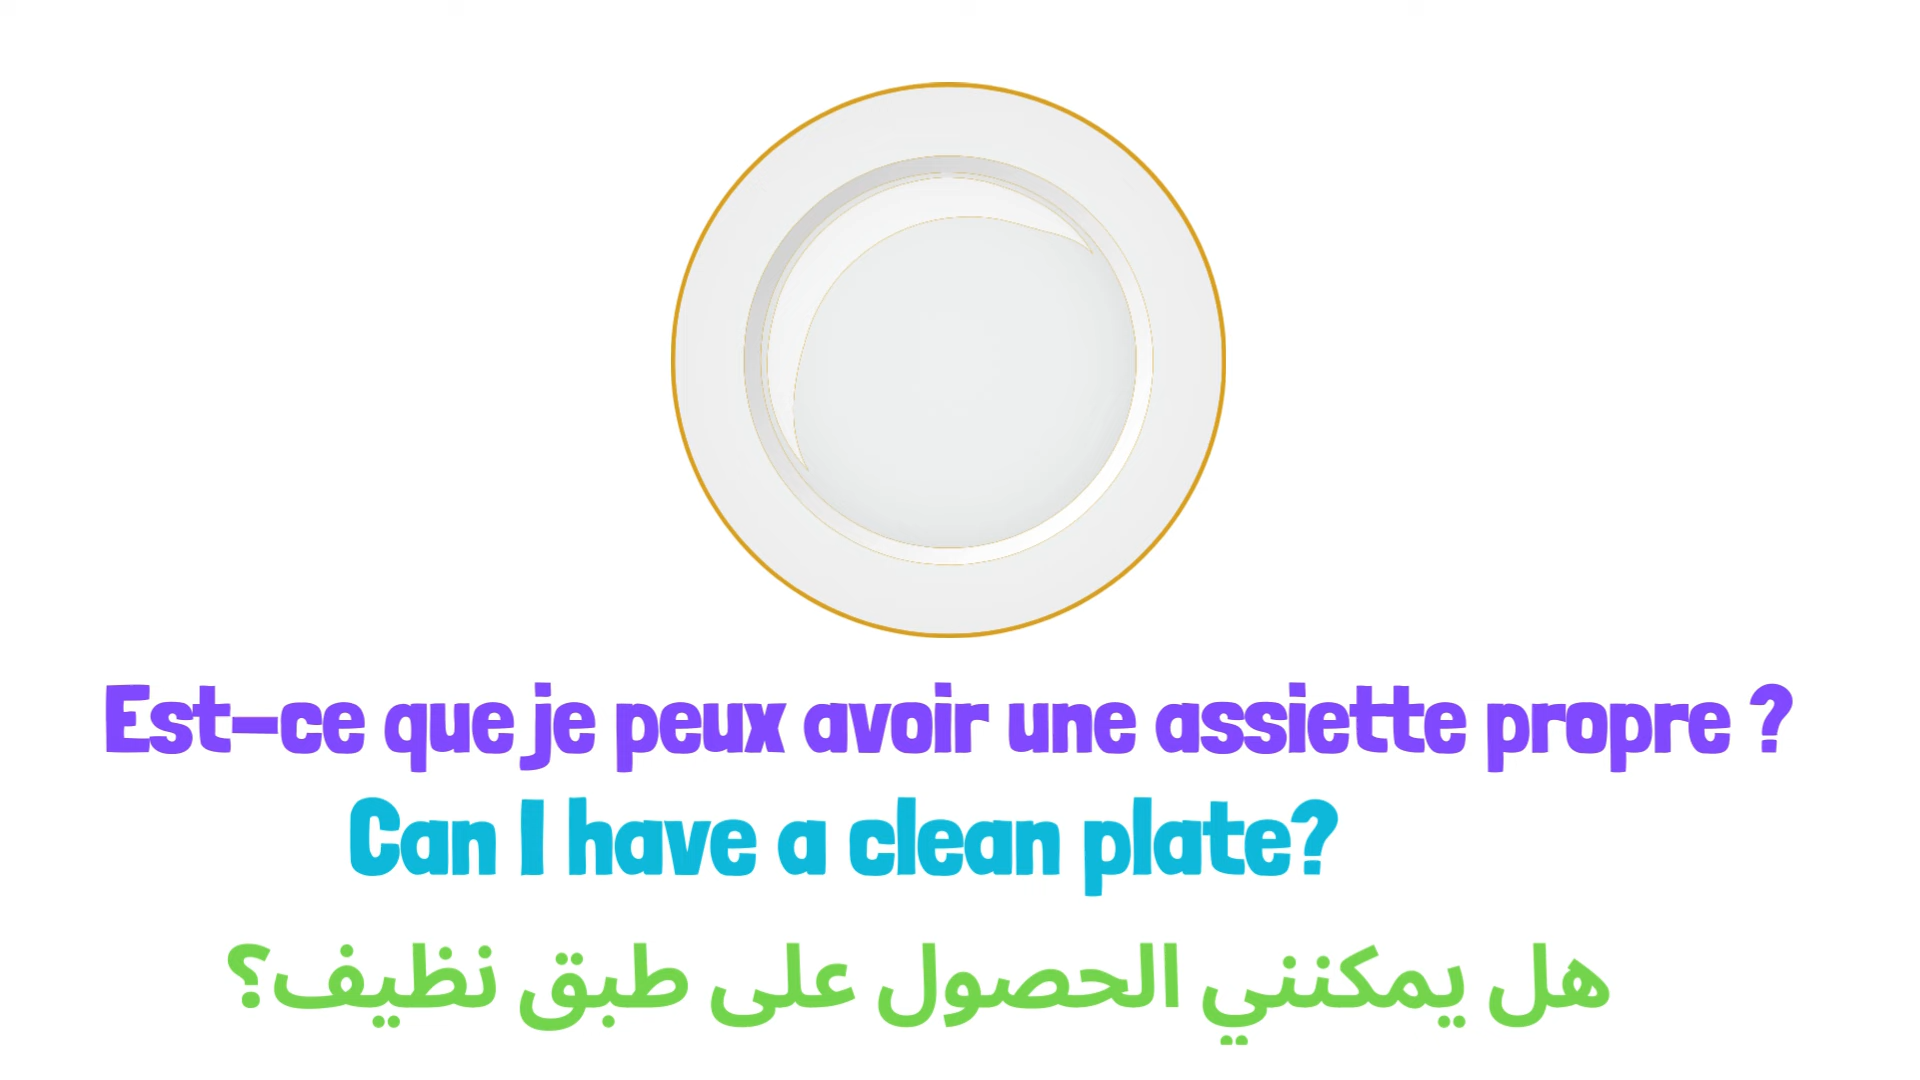 Est-ce que je peux avoir une assiette propre ?
Can I have a clean plate?
هل يمكنني الحصول على طبق نظيف؟